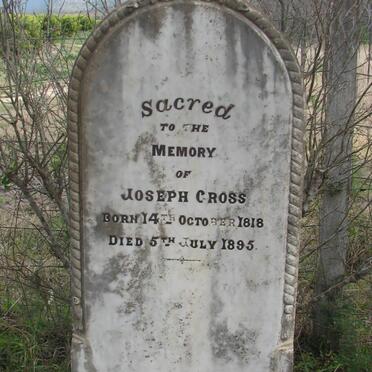 Sacred
TO THE
MEMORY
OF
JOSEPH CROSS
BORN 14TH OCTOBER 1818
DIED 5TH JULY 1895.